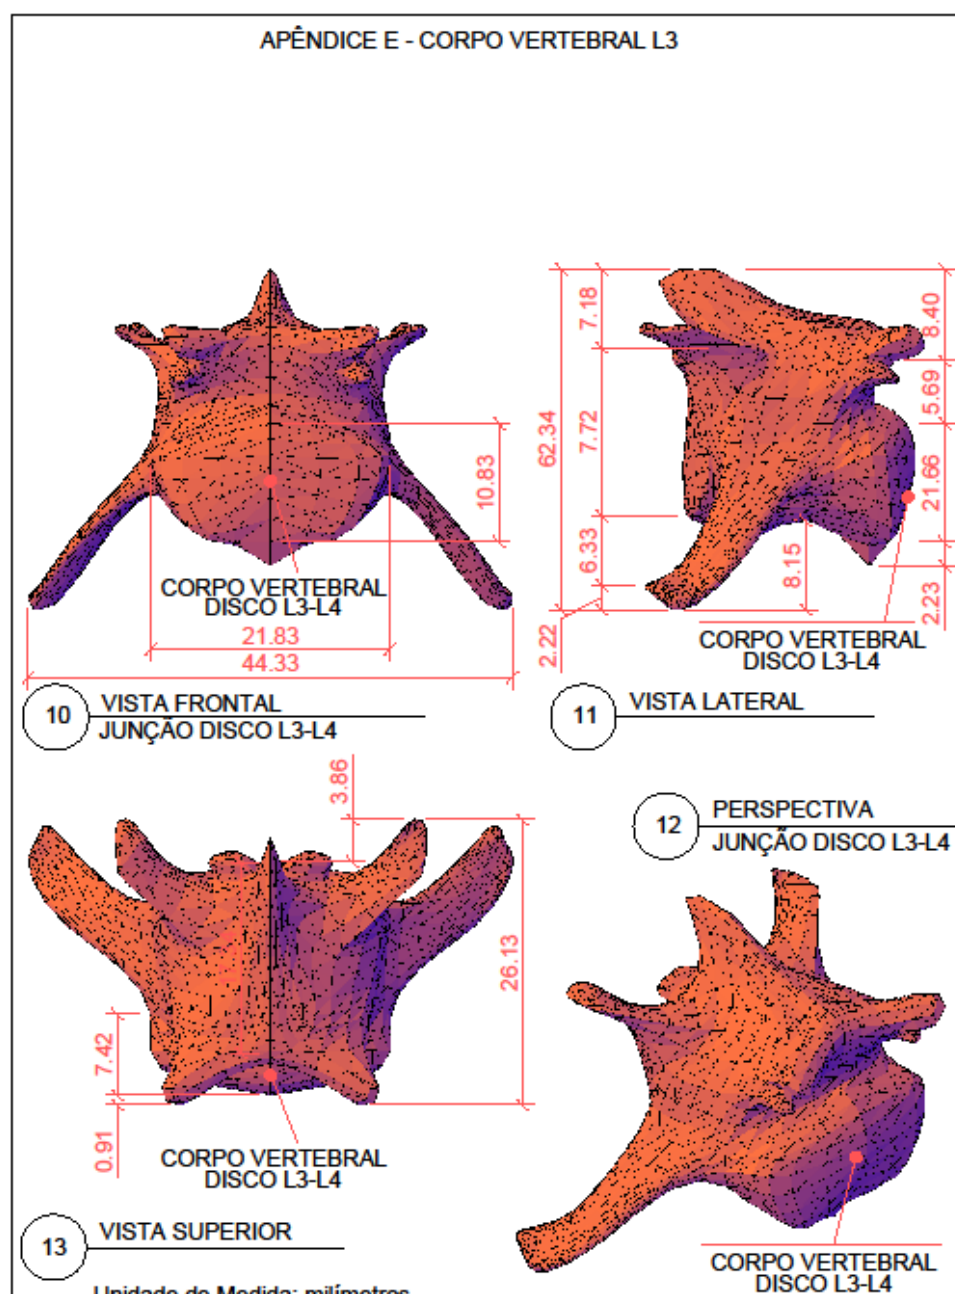 APÊNDICE E - CORPO VERTEBRAL L3
7.18
8.40
5.69
62.34
7.72
10.83
21.66
6.33
8.15
2.23
2.22
CORPO VERTEBRAL
DISCO L3-L4
21.83
44.33
CORPO VERTEBRAL
DISCO L3-L4
10
VISTA FRONTAL
JUNÇÃO DISCO L3-L4
11
VISTA LATERAL
3.86
12
PERSPECTIVA
JUNÇÃO DISCO L3-L4
26.13
7.42
0.91
CORPO VERTEBRAL
DISCO L3-L4
13
VISTA SUPERIOR
CORPO VERTEBRAL
DISCO L3-L4
Unidade de Medida: milímetros